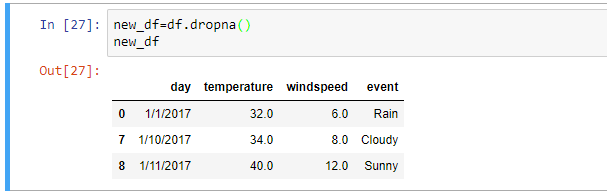 In [27]: new_df=df.dropna()
new_df
Out[27]:
day temperature windspeed event
0 1/1/2017 32.0 6.0 Rain
7 1/10/2017 34.0 8.0 Cloudy
8 1/11/2017 40.0 12.0 Sunny